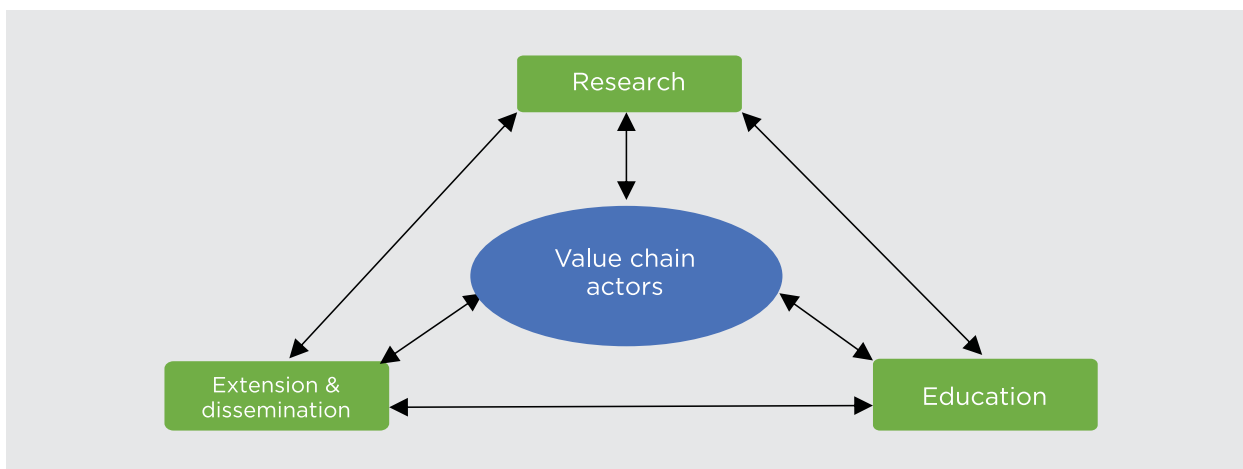 Research
Value chain
actors
Extension &
dissemination
Education